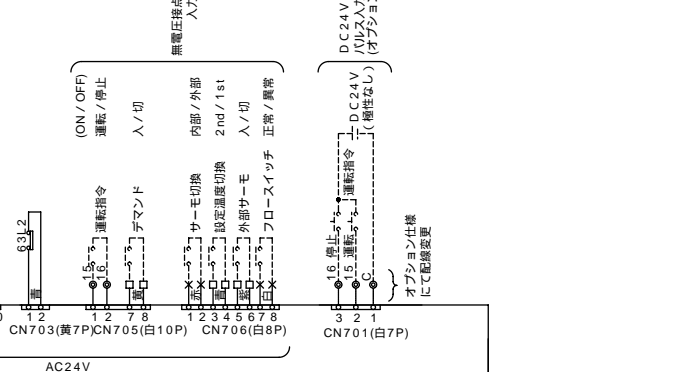 無電圧接点
入力
DC24V
パルス入力
(オプション
(ON/OFF)
運転/停止
入/切
内部/外部
2nd/1st
入/切
正常/異常
DC24V
(極性なし)
運転指令
デマンド
サーモ切換
設定温度切換
外部サーモ
フロースイッチ
運転指令
63L2
15
16
16 停止
15 運転
C
オプション仕様
にて配線変更
青
黄
赤
青
紫
白
1 2
1 2
7 8
1 2 3 4 5 6 7 8
3 2 1
CN703(黄7P)
CN705(白10P)
CN706(白8P)
CN701(白7P)
AC24V